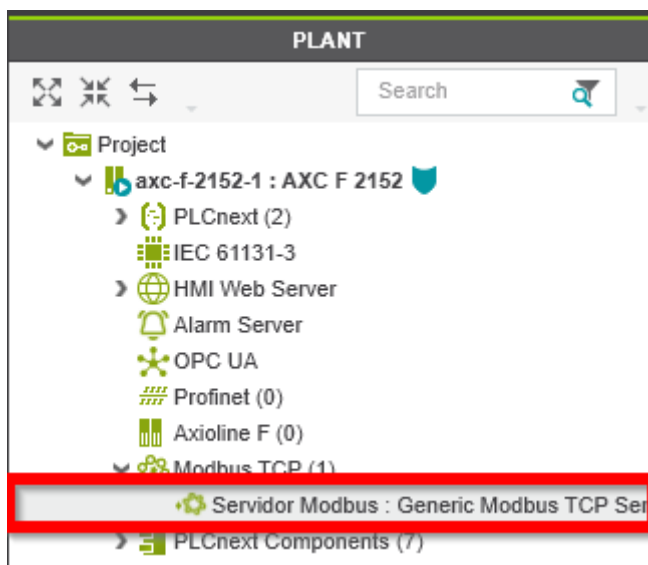 PLANT
Search
Project
axc-f-2152-1 : AXC F 2152
PLCnext (2)
IEC 61131-3
HMI Web Server
Alarm Server
OPC UA
Profinet (0)
Axioline F (0)
Modbus TCP (1)
Servidor Modbus : Generic Modbus TCP Ser
PLCnext Components (7)